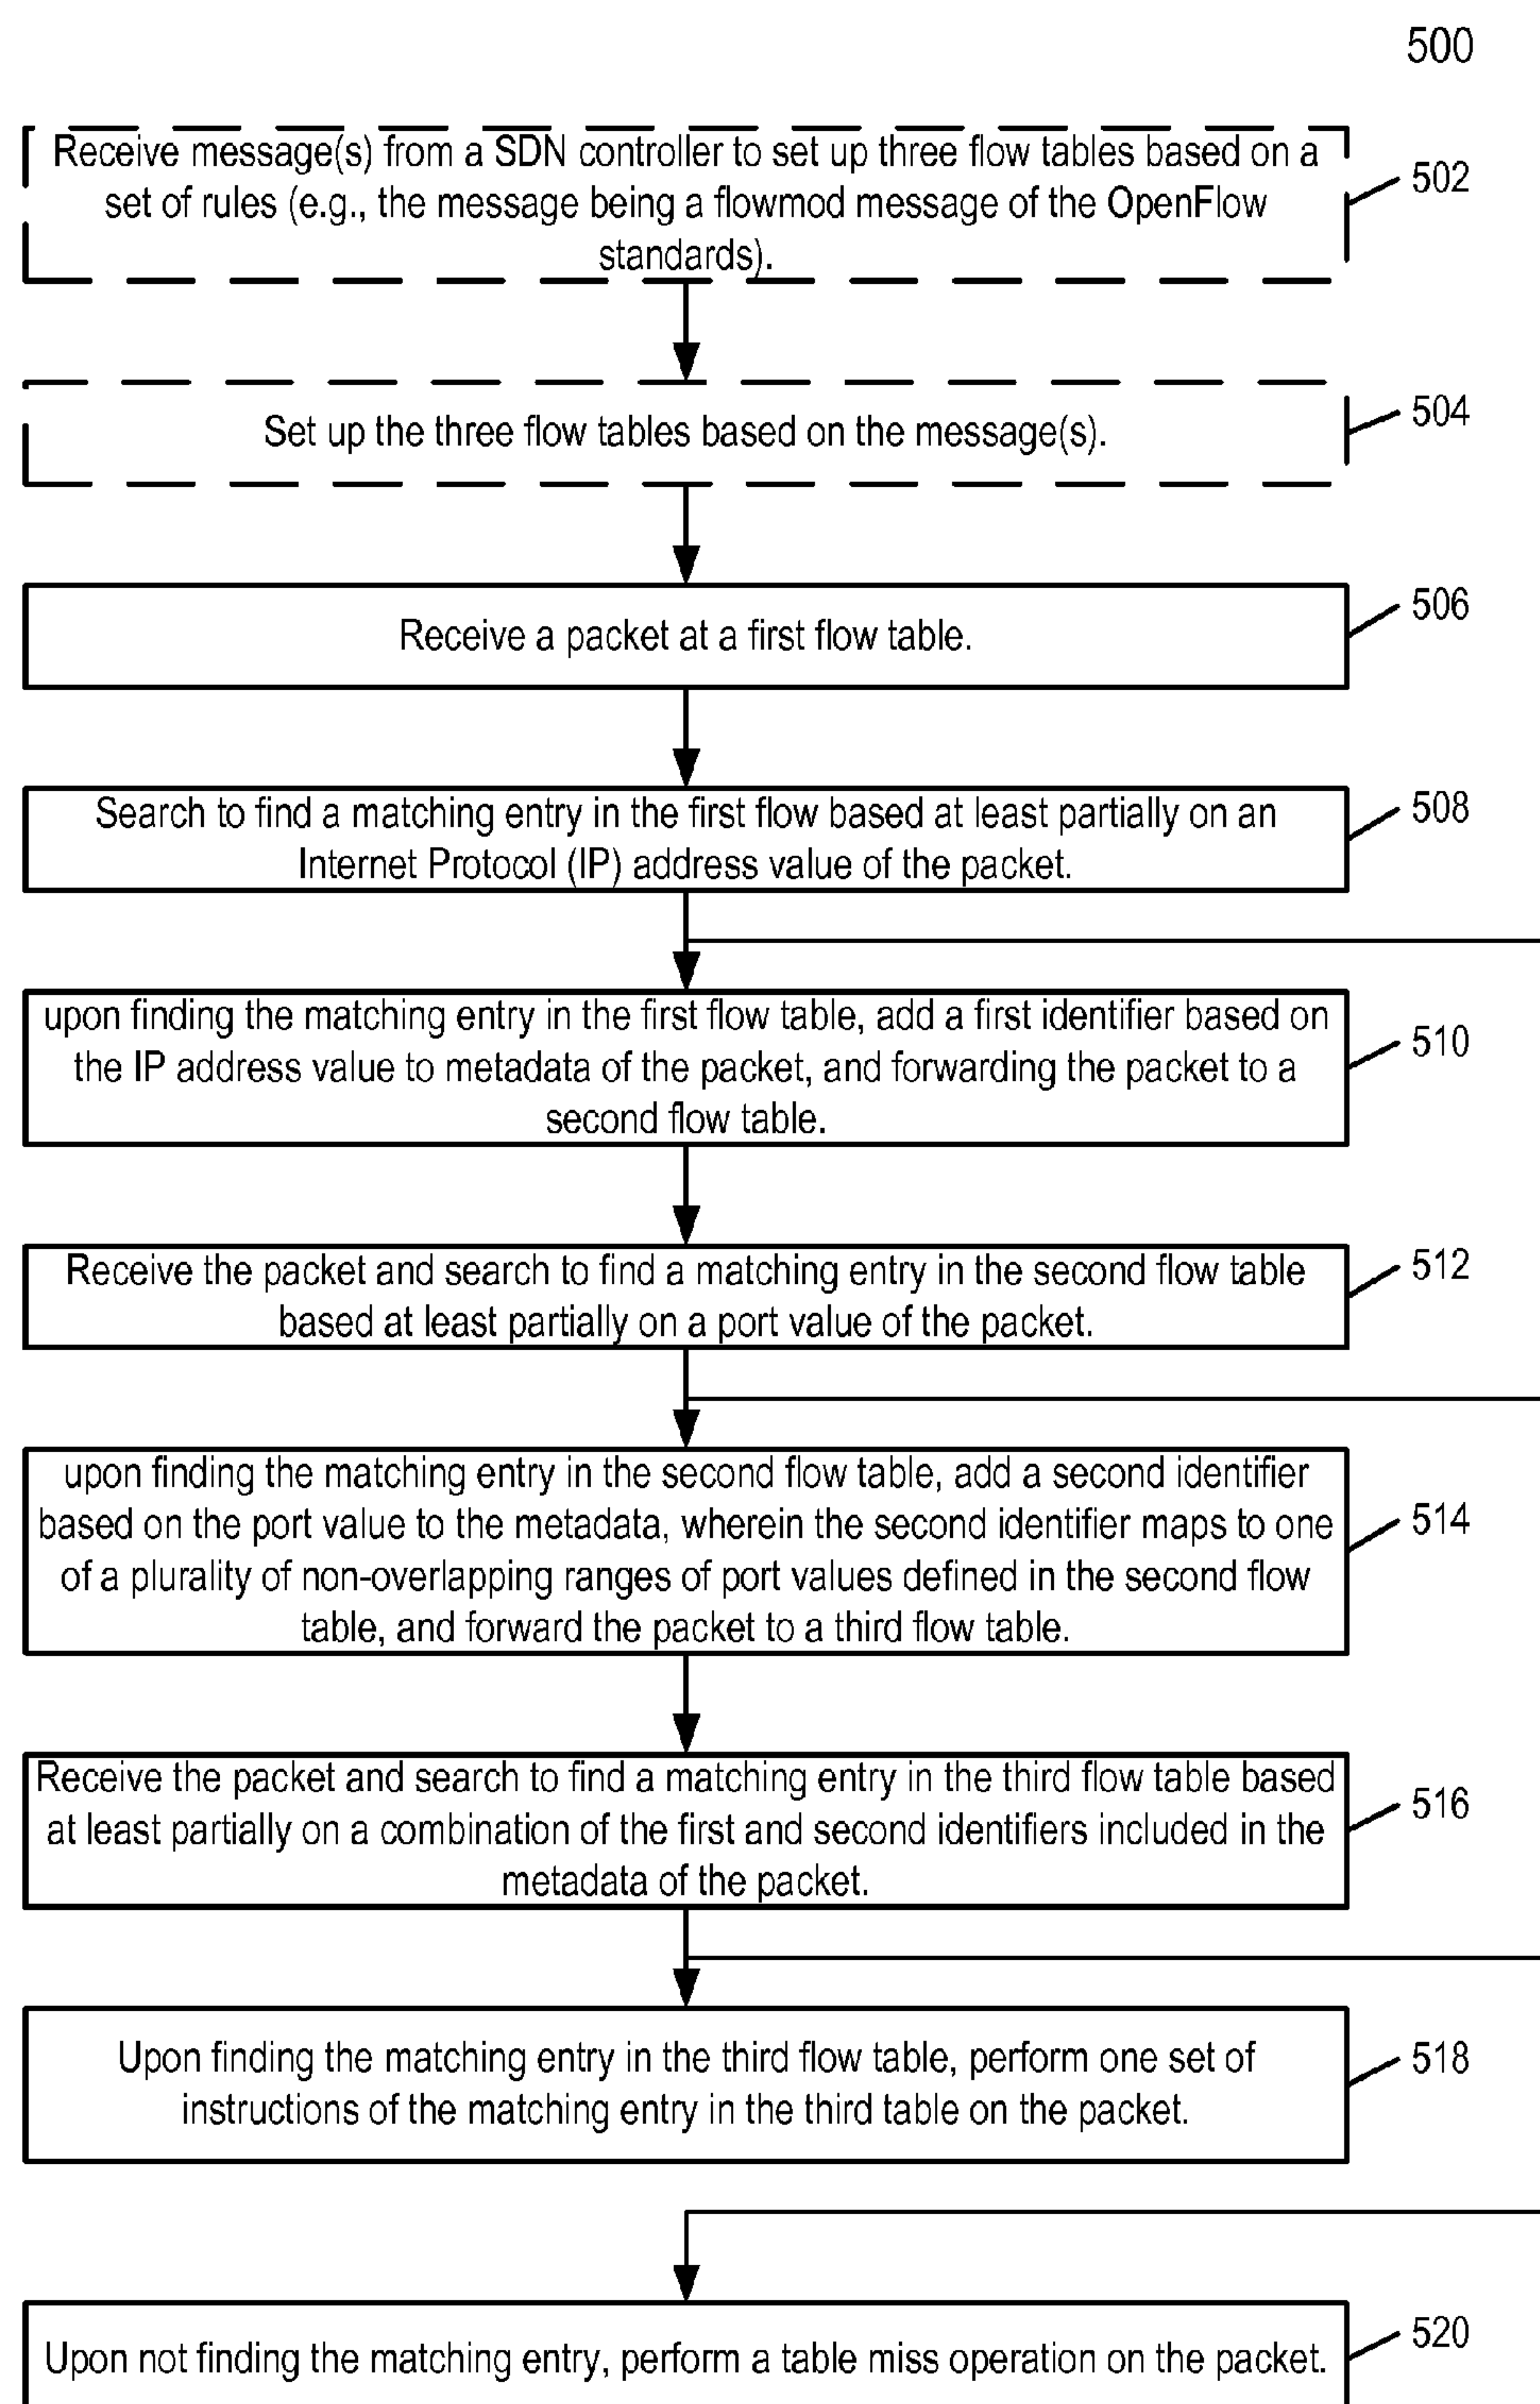 500
Receive message(s) from a SDN controller to set up three flow tables based on a
set of rules (e.g., the message being a flowmod message of the OpenFlow
standards).
502
Set up the three flow tables based on the message(s).
504
Receive a packet at a first flow table.
506
Search to find a matching entry in the first flow based at least partially on an
Internet Protocol (IP) address value of the packet.
508
upon finding the matching entry in the first flow table, add a first identifier based on
the IP address value to metadata of the packet, and forwarding the packet to a
second flow table.
510
Receive the packet and search to find a matching entry in the second flow table
based at least partially on a port value of the packet.
512
upon finding the matching entry in the second flow table, add a second identifier
based on the port value to the metadata, wherein the second identifier maps to one
of a plurality of non-overlapping ranges of port values defined in the second flow
table, and forward the packet to a third flow table.
514
Receive the packet and search to find a matching entry in the third flow table based
at least partially on a combination of the first and second identifiers included in the
metadata of the packet.
516
Upon finding the matching entry in the third flow table, perform one set of
instructions of the matching entry in the third table on the packet.
518
Upon not finding the matching entry, perform a table miss operation on the packet.
520